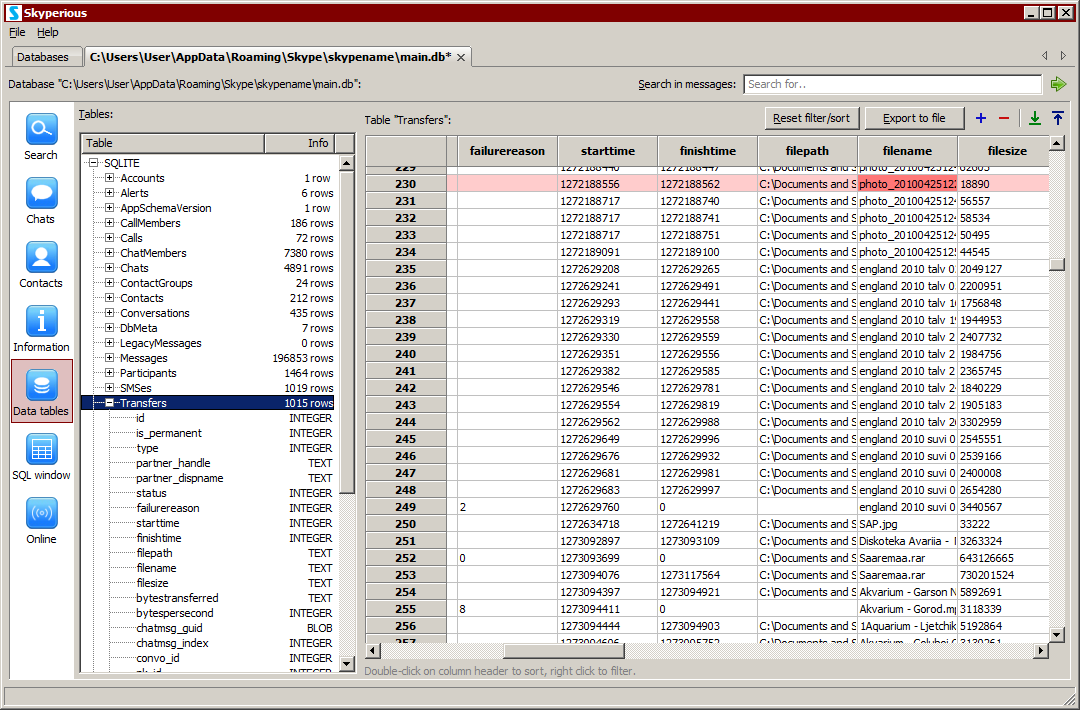 Skyperious
File Help
Databases C:\Users\User\AppData\Roaming\Skype\skypename\main.db*
Database "C:\Users\User\AppData\Roaming\Skype\skypename\main.db": Search in messages: Search for..
Search
Chats
Contacts
Information
Data tables
SQL window
Online
Tables:
Table Info
SQLITE
Accounts 1 row
Alerts 6 rows
AppSchemaVersion 1 row
CallMembers 186 rows
Calls 72 rows
ChatMembers 7380 rows
Chats 4891 rows
ContactGroups 24 rows
Contacts 212 rows
Conversations 435 rows
DbMeta 7 rows
LegacyMessages 0 rows
Messages 196853 rows
Participants 1464 rows
SMSes 1019 rows
Transfers 1015 rows
id INTEGER
is_permanent INTEGER
type INTEGER
partner_handle TEXT
partner_dispname TEXT
status INTEGER
failurereason INTEGER
starttime INTEGER
finishtime INTEGER
filepath TEXT
filename TEXT
filesize TEXT
bytestransferred TEXT
bytespersecond INTEGER
chatmsg_guid BLOB
chatmsg_index INTEGER
convo_id INTEGER
Table "Transfers": Reset filter/sort Export to file
failurereason starttime finishtime filepath filename filesize
230 1272188556 1272188562 C:\Documents and S photo_2010042512 18890
231 1272188717 1272188740 C:\Documents and S photo_2010042512 56557
232 1272188717 1272188741 C:\Documents and S photo_2010042512 58534
233 1272188717 1272188751 C:\Documents and S photo_2010042512 50495
234 1272189091 1272189100 C:\Documents and S photo_2010042512 44545
235 1272629208 1272629265 C:\Documents and S england 2010 talv 0 2049127
236 1272629241 1272629491 C:\Documents and S england 2010 talv 0 2200951
237 1272629293 1272629441 C:\Documents and S england 2010 talv 1 1756848
238 1272629319 1272629558 C:\Documents and S england 2010 talv 1 1944953
239 1272629330 1272629559 C:\Documents and S england 2010 talv 2 2407732
240 1272629351 1272629556 C:\Documents and S england 2010 talv 2 1984756
241 1272629382 1272629585 C:\Documents and S england 2010 talv 2 2365745
242 1272629546 1272629781 C:\Documents and S england 2010 talv 2 1840229
243 1272629554 1272629819 C:\Documents and S england 2010 talv 2 1905183
244 1272629562 1272629988 C:\Documents and S england 2010 talv 2 3302959
245 1272629649 1272629996 C:\Documents and S england 2010 suvi 0 2545551
246 1272629676 1272629932 C:\Documents and S england 2010 suvi 0 2539166
247 1272629681 1272629981 C:\Documents and S england 2010 suvi 0 2400008
248 1272629683 1272629997 C:\Documents and S england 2010 suvi 0 2654280
249 2 1272629760 0 england 2010 suvi 0 3440567
250 1272634718 1272641219 C:\Documents and S SAP.jpg 33222
251 1273092897 1273093109 C:\Documents and S Diskoteka Avariia - 3263324
252 0 1273093699 0 C:\Documents and S Saaremaa.rar 643126665
253 1273094076 1273117564 C:\Documents and S Saaremaa.rar 730201524
254 1273094397 1273094921 C:\Documents and S Akvarium - Garson 5892691
255 8 1273094411 0 Akvarium - Gorod.m 3118339
256 1273094444 1273094903 C:\Documents and S 1Aquarium - Ljetchik 5192864
Double-click on column header to sort, right click to filter.